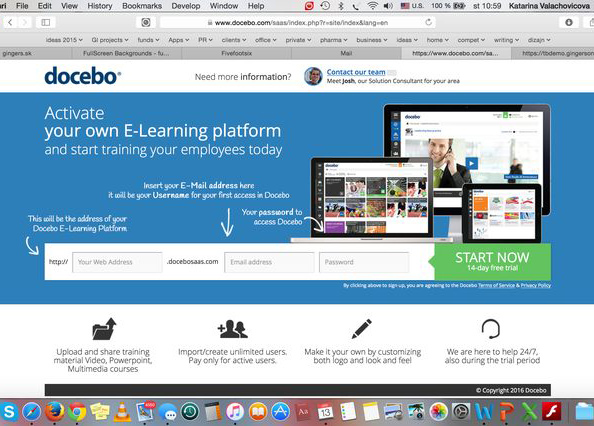 ri File Edit View History Bookmarks Develop Window Help U.S. 100 % st 10:59 Katarina Valachovicova
www.docebo.com/saas/index.php?r=site/index&lang=en
ideas 2015 GI projects funds Apps PR clients office private pharma business ideas home compet writing dizajn
gingers.sk FullScreen Backgrounds - fu... Fivefootsix Mail https://www.docebo.com/sa... https://tbdemo.gingerson
docebo
Need more information?
Contact our team
Meet Josh, our Solution Consultant for your area
Activate
your own E-Learning platform
and start training your employees today
Insert your E-Mail address here
it will be your Username for your first access in Docebo
This will be the address of your
Docebo E-Learning Platform
Your password to
access Docebo
http:// Your Web Address .docebosaas.com Email address Password
START NOW
14-day free trial
By clicking above to sign up, you are agreeing to the Docebo Terms of Service & Privacy Policy
Upload and share training
material Video, Powerpoint,
Multimedia courses
Import/create unlimited users.
Pay only for active users.
Make it your own by customizing
both logo and look and feel
We are here to help 24/7,
also during the trial period
© Copyright 2016 Docebo
13